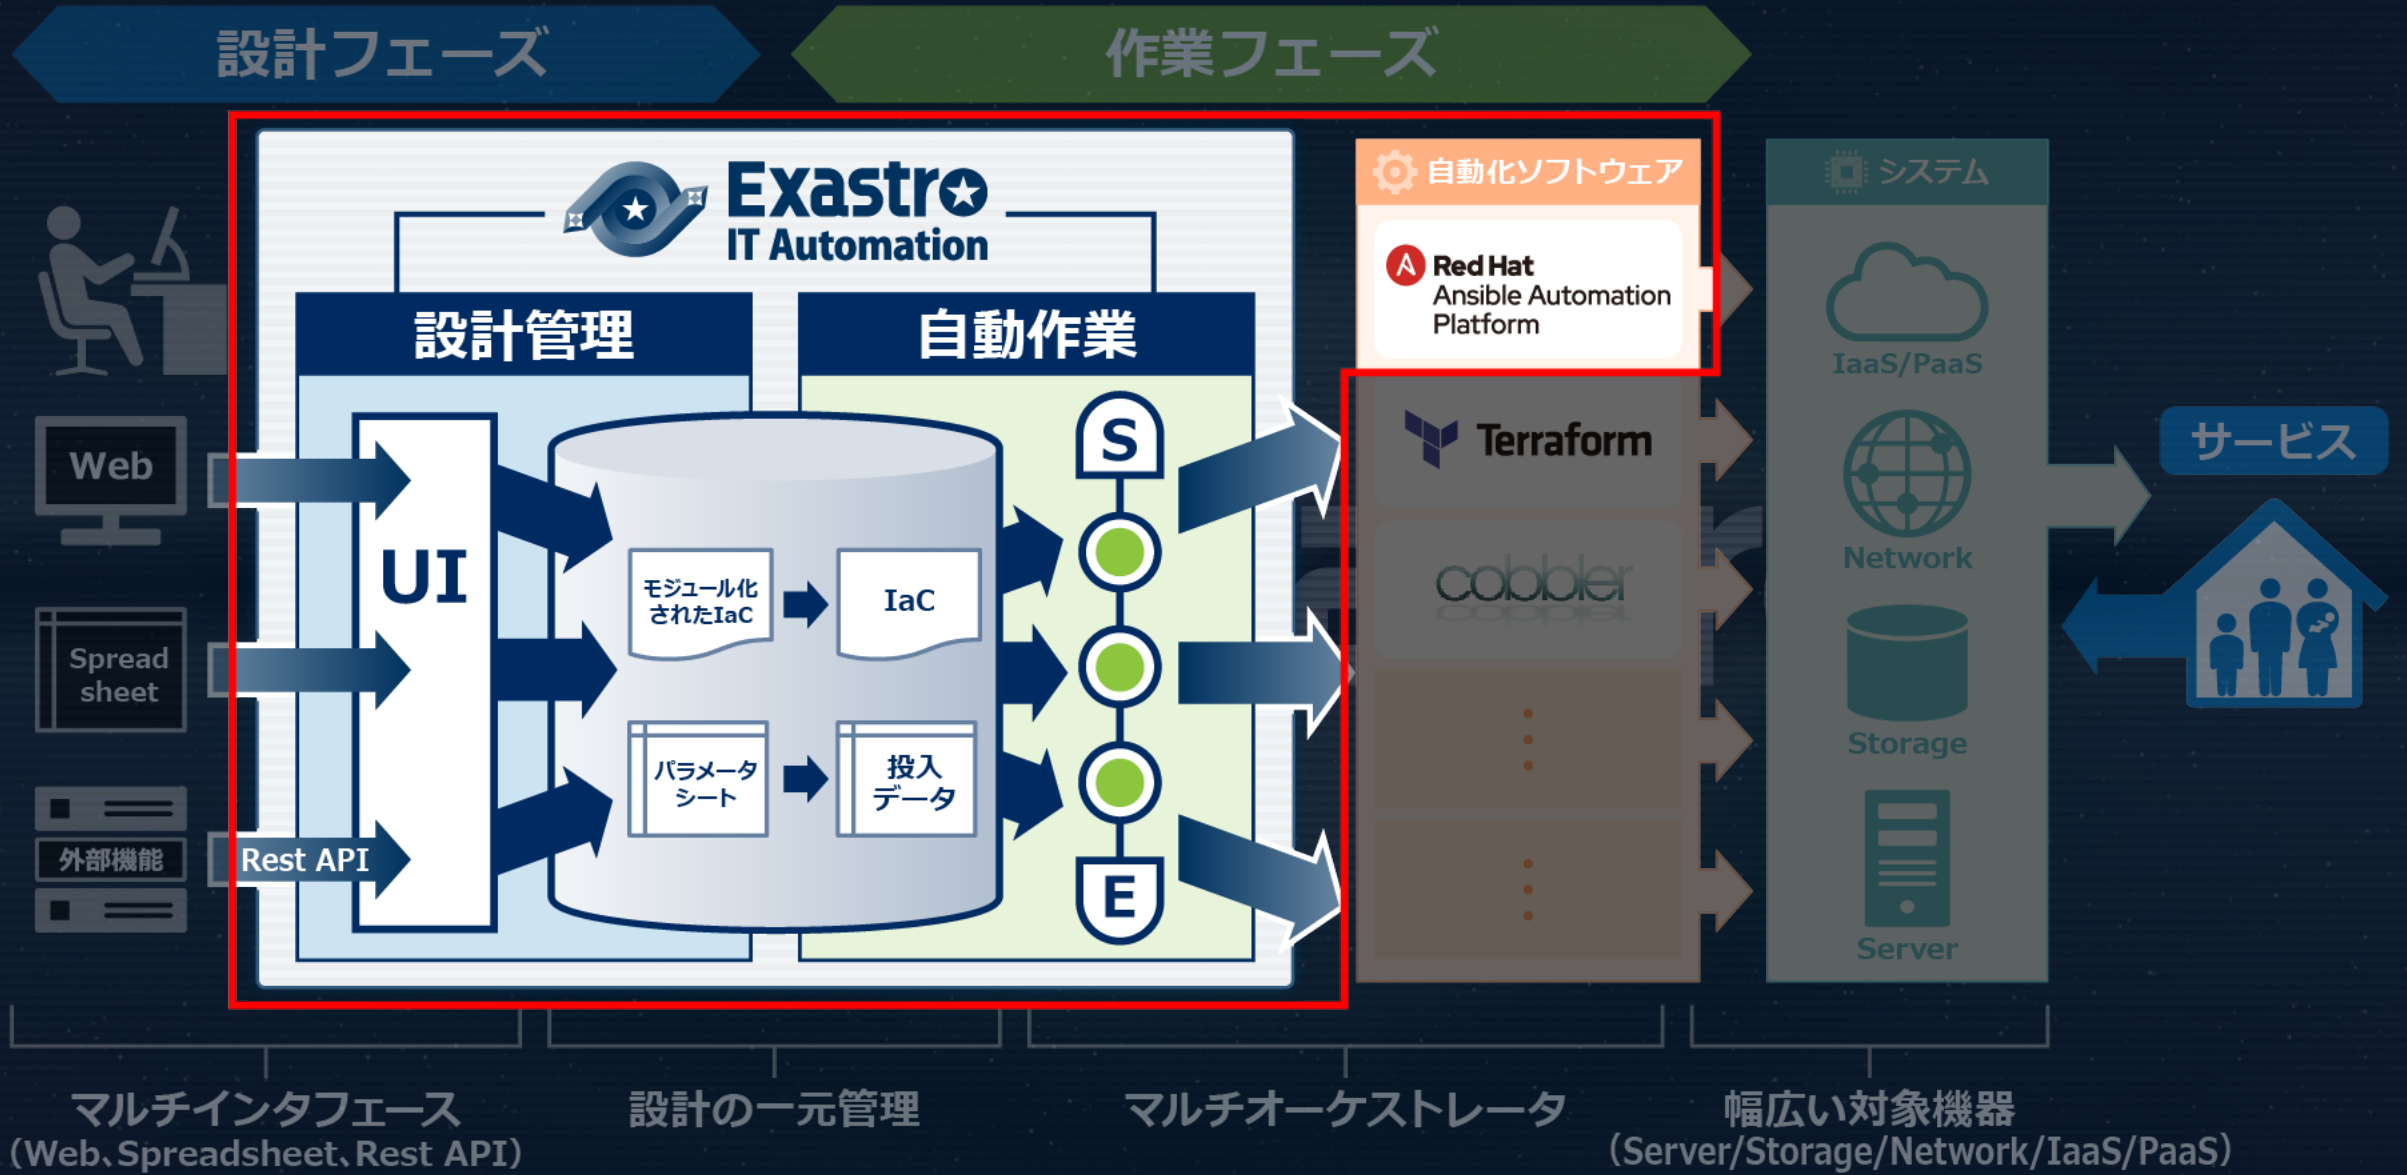 設計フェーズ
作業フェーズ
Exastro
IT Automation
設計管理
自動作業
Web
Spread
sheet
外部機能
Rest API
UI
モジュール化
されたIaC
IaC
パラメータ
シート
投入
データ
S
E
自動化ソフトウェア
Red Hat
Ansible Automation
Platform
Terraform
cobbler
システム
IaaS/PaaS
Network
Storage
Server
サービス
マルチインタフェース
(Web、Spreadsheet、Rest API)
設計の一元管理
マルチオーケストレータ
幅広い対象機器
(Server/Storage/Network/IaaS/PaaS)